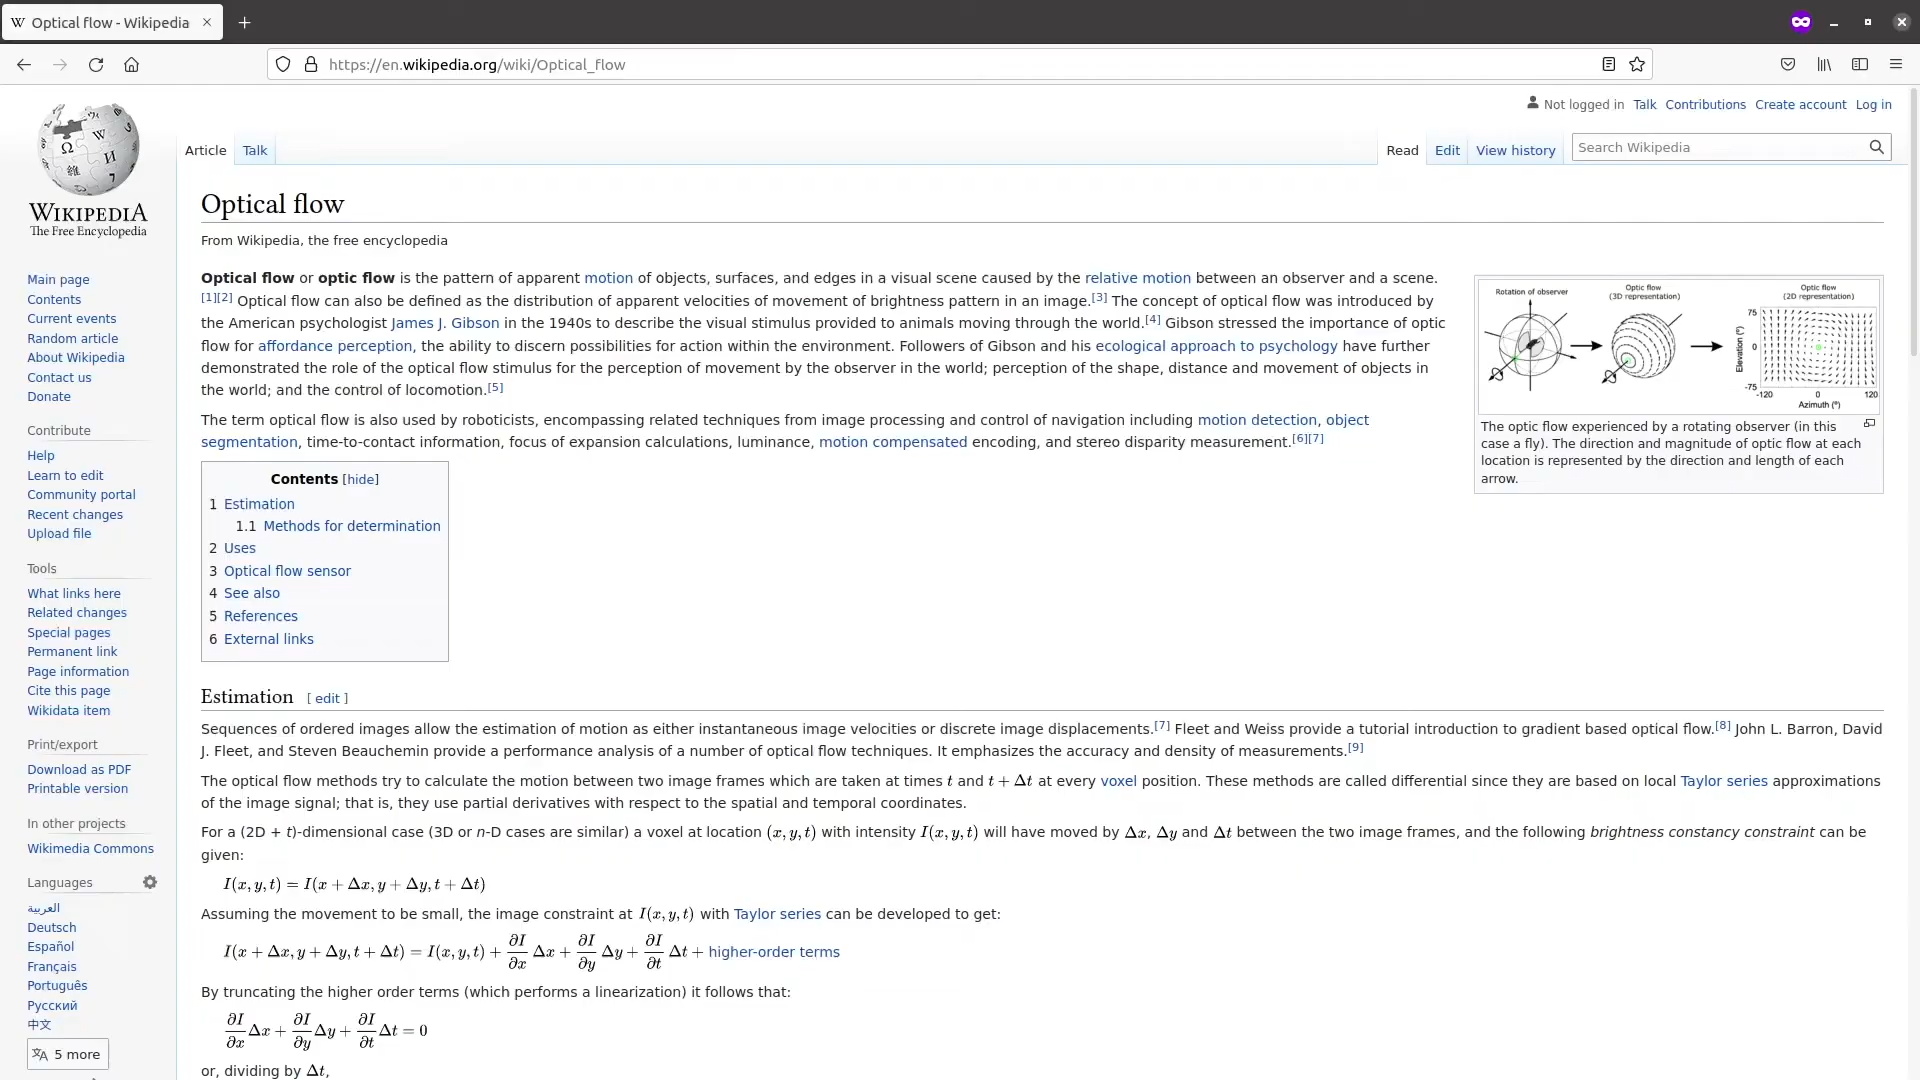 Optical flow - Wikipedia
https://en.wikipedia.org/wiki/Optical_flow
Not logged in Talk Contributions Create account Log in
Article Talk
Read Edit View history
Search Wikipedia
WIKIPEDIA
The Free Encyclopedia
Main page
Contents
Current events
Random article
About Wikipedia
Contact us
Donate
Contribute
Help
Learn to edit
Community portal
Recent changes
Upload file
Tools
What links here
Related changes
Special pages
Permanent link
Page information
Cite this page
Wikidata item
Print/export
Download as PDF
Printable version
In other projects
Wikimedia Commons
Languages
العربية
Deutsch
Español
Français
Português
Русский
中文
5 more
Optical flow
From Wikipedia, the free encyclopedia
Optical flow or optic flow is the pattern of apparent motion of objects, surfaces, and edges in a visual scene caused by the relative motion between an observer and a scene.
[1][2] Optical flow can also be defined as the distribution of apparent velocities of movement of brightness pattern in an image.[3] The concept of optical flow was introduced by
the American psychologist James J. Gibson in the 1940s to describe the visual stimulus provided to animals moving through the world.[4] Gibson stressed the importance of optic
flow for affordance perception, the ability to discern possibilities for action within the environment. Followers of Gibson and his ecological approach to psychology have further
demonstrated the role of the optical flow stimulus for the perception of movement by the observer in the world; perception of the shape, distance and movement of objects in
the world; and the control of locomotion.[5]
The term optical flow is also used by roboticists, encompassing related techniques from image processing and control of navigation including motion detection, object
segmentation, time-to-contact information, focus of expansion calculations, luminance, motion compensated encoding, and stereo disparity measurement.[6][7]
Rotation of observer
Optic flow
(3D representation)
Optic flow
(2D representation)
75
0
-75
Elevation (º)
-120 0 120
Azimuth (º)
The optic flow experienced by a rotating observer (in this
case a fly). The direction and magnitude of optic flow at each
location is represented by the direction and length of each
arrow.
Contents [hide]
1 Estimation
1.1 Methods for determination
2 Uses
3 Optical flow sensor
4 See also
5 References
6 External links
Estimation [ edit ]
Sequences of ordered images allow the estimation of motion as either instantaneous image velocities or discrete image displacements.[7] Fleet and Weiss provide a tutorial introduction to gradient based optical flow.[8] John L. Barron, David
J. Fleet, and Steven Beauchemin provide a performance analysis of a number of optical flow techniques. It emphasizes the accuracy and density of measurements.[9]
The optical flow methods try to calculate the motion between two image frames which are taken at times t and t + Δt at every voxel position. These methods are called differential since they are based on local Taylor series approximations
of the image signal; that is, they use partial derivatives with respect to the spatial and temporal coordinates.
For a (2D + t)-dimensional case (3D or n-D cases are similar) a voxel at location (x, y, t) with intensity I(x, y, t) will have moved by Δx, Δy and Δt between the two image frames, and the following brightness constancy constraint can be
given:
I(x, y, t) = I(x + Δx, y + Δy, t + Δt)
Assuming the movement to be small, the image constraint at I(x, y, t) with Taylor series can be developed to get:
I(x + Δx, y + Δy, t + Δt) = I(x, y, t) + ∂I/∂x Δx + ∂I/∂y Δy + ∂I/∂t Δt + higher-order terms
By truncating the higher order terms (which performs a linearization) it follows that:
∂I/∂x Δx + ∂I/∂y Δy + ∂I/∂t Δt = 0
or, dividing by Δt,